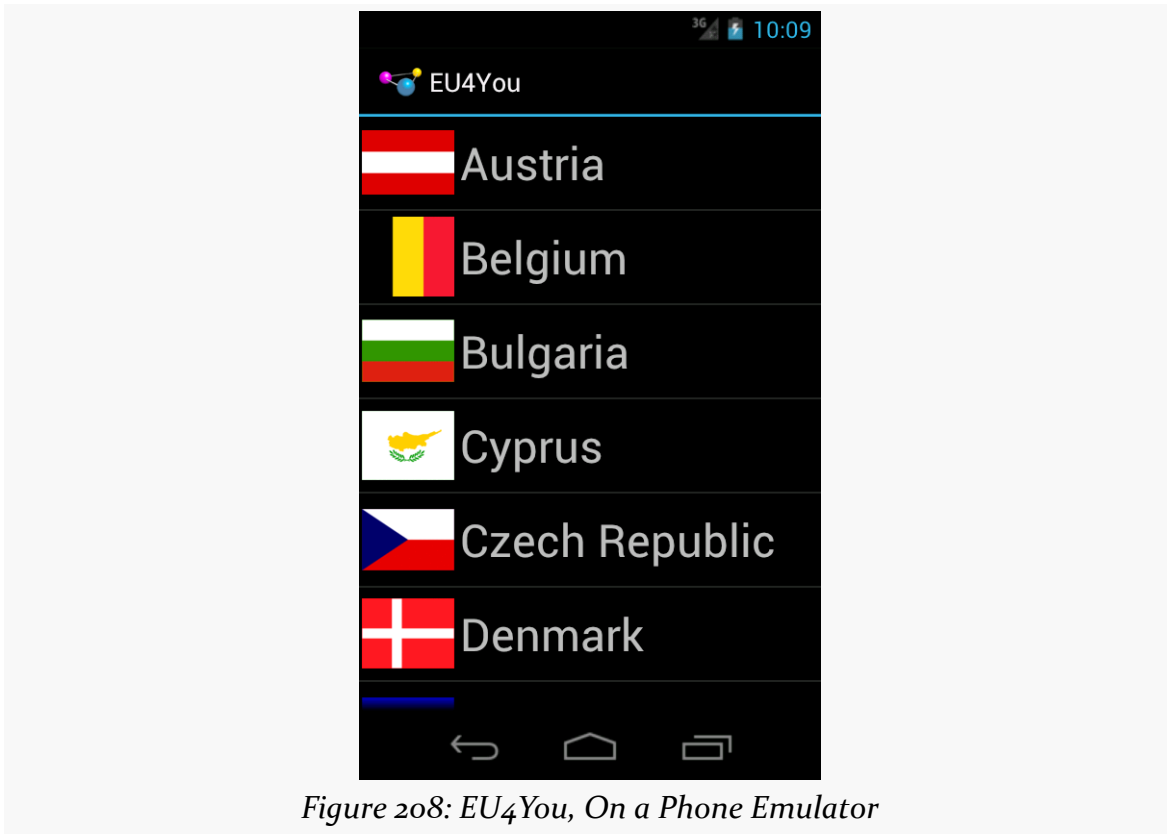 3G 10:09
EU4You
Austria
Belgium
Bulgaria
Cyprus
Czech Republic
Denmark
Figure 208: EU4You, On a Phone Emulator